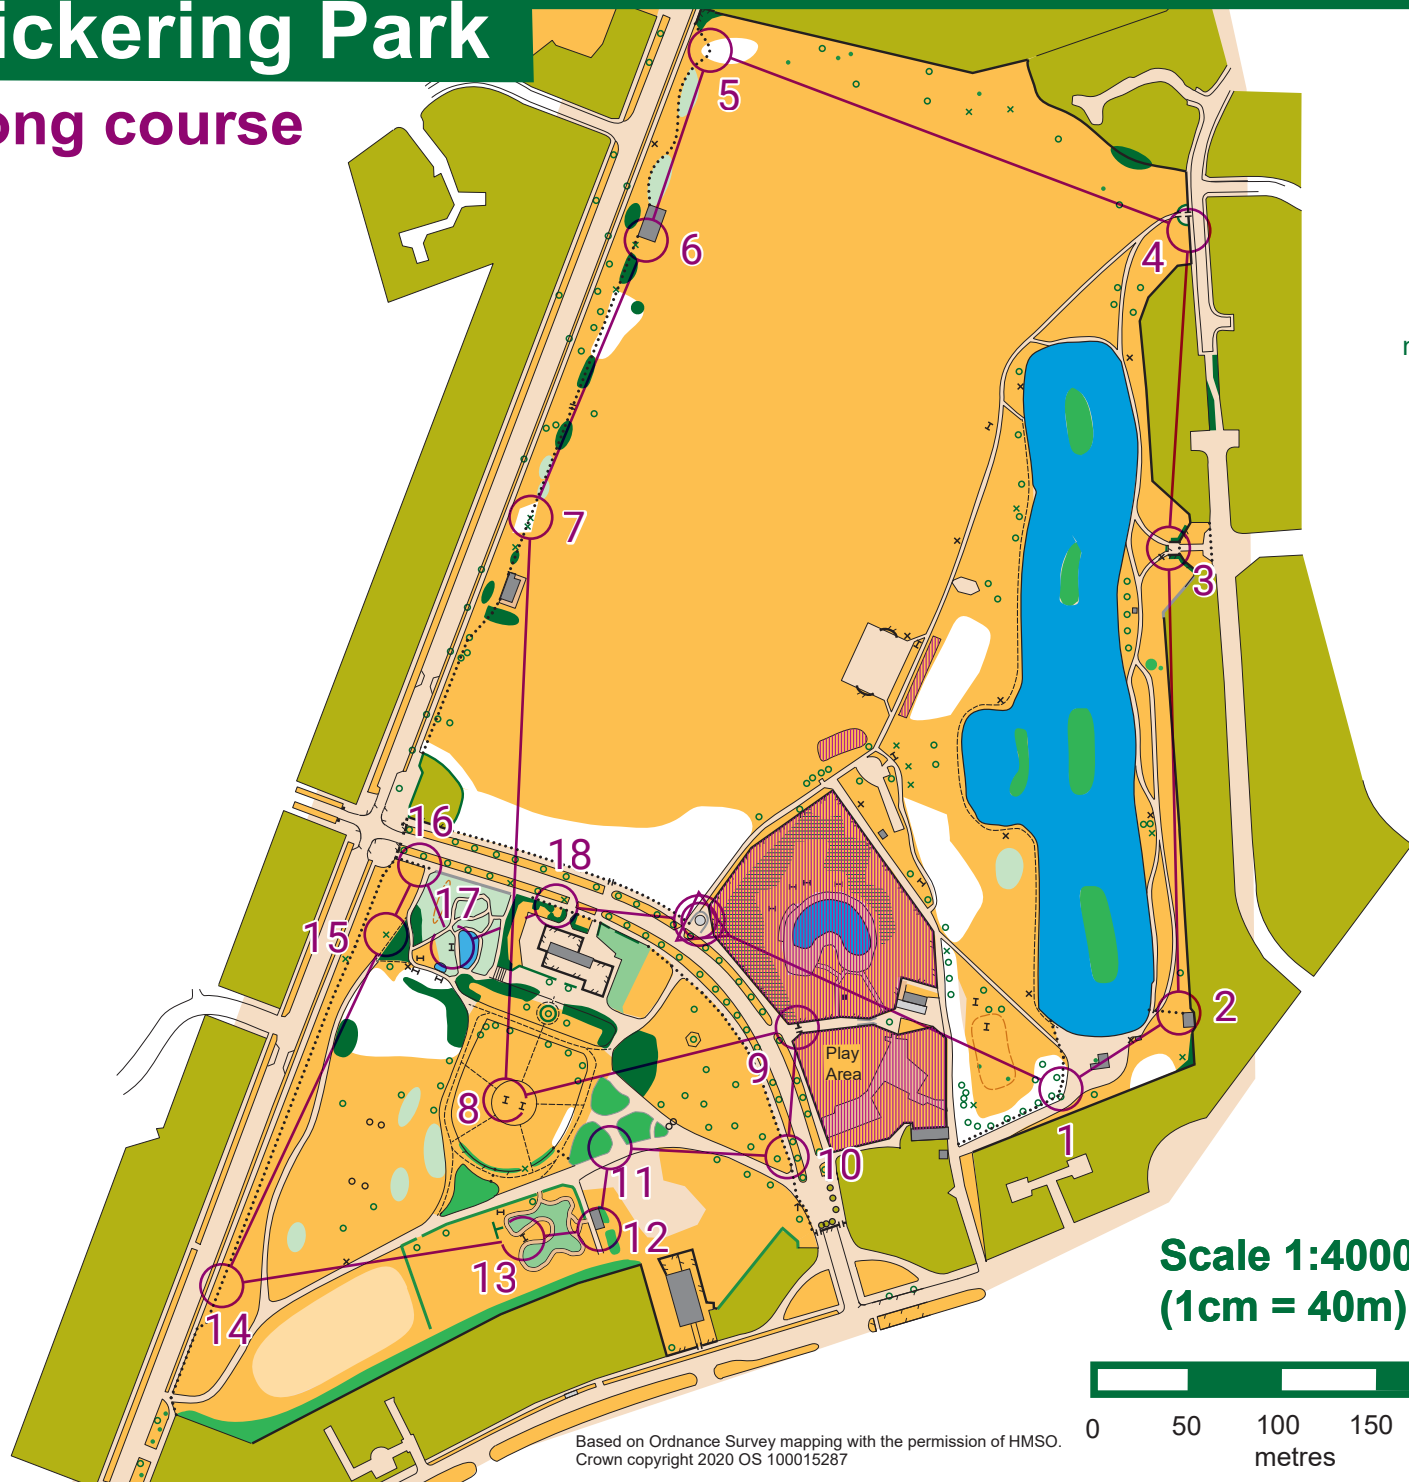 ickering Park
ong course
5
6
4
7
3
16
18
17
15
2
9
Play
Area
8
1
10
11
12
13
14
Scale 1:4000
(1cm = 40m)
0 50 100 150
metres
Based on Ordnance Survey mapping with the permission of HMSO.
Crown copyright 2020 OS 100015287